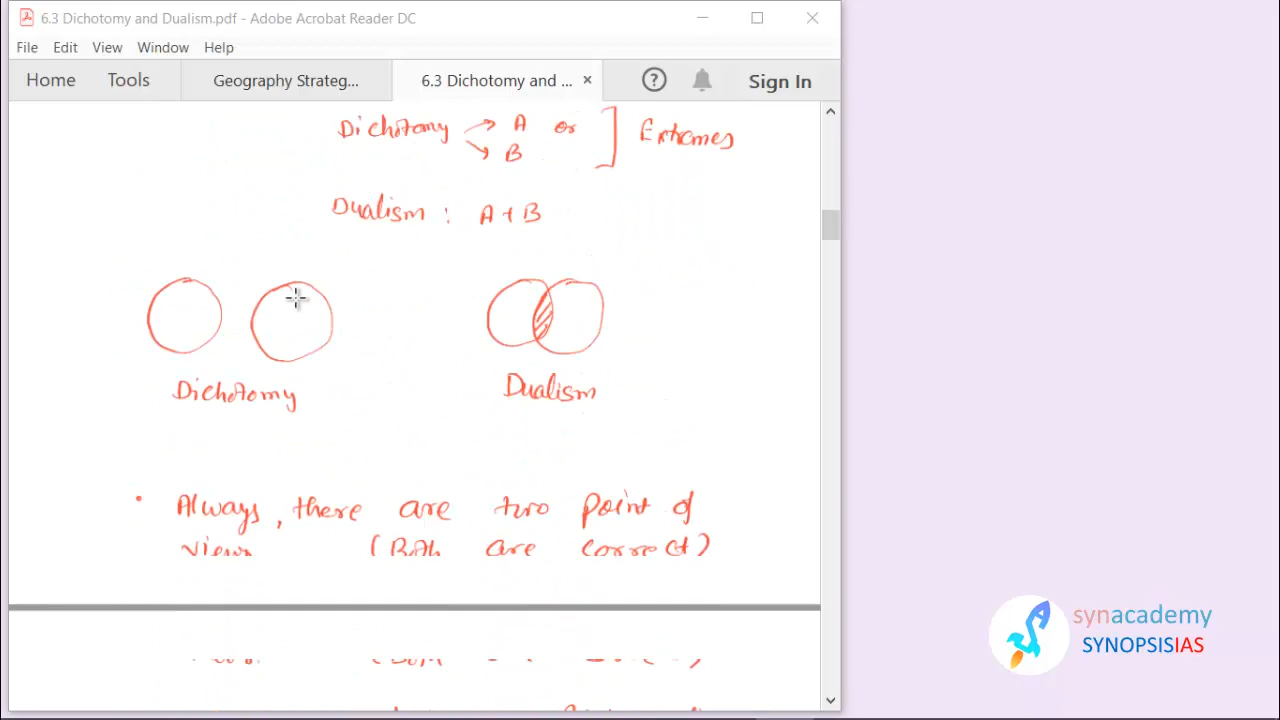 6.3 Dichotomy and Dualism.pdf - Adobe Acrobat Reader DC
File Edit View Window Help
Home Tools Geography Strateg... 6.3 Dichotomy and ... × ? Sign In
Dichotomy A or Extremes
B
Dualism : A + B
Dichotomy Dualism
• Always, there are two point of
views (Both are correct)
synacademy
SYNOPSISIAS